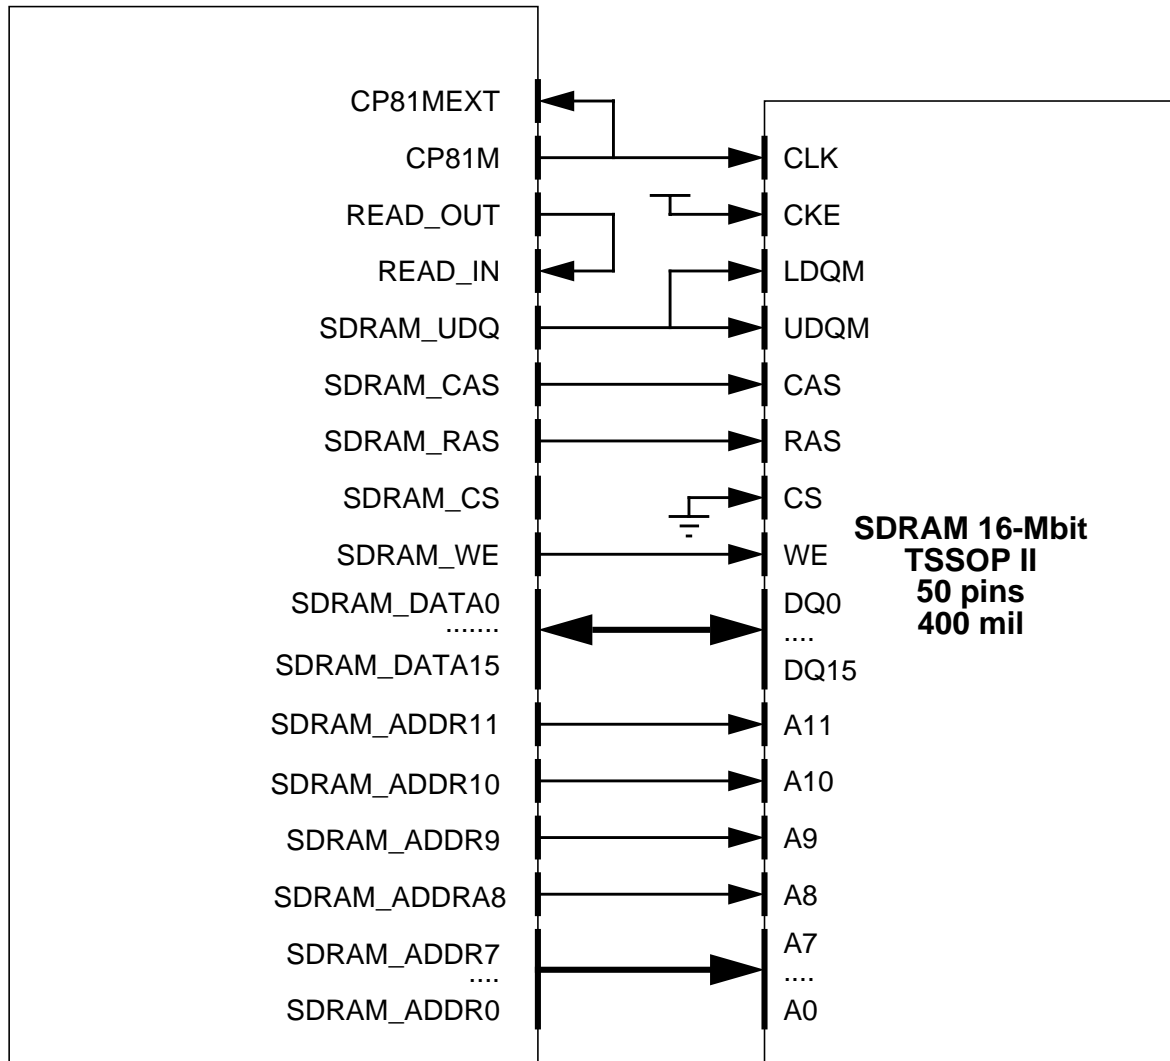 CP81MEXT
CP81M CLK
READ_OUT CKE
READ_IN LDQM
SDRAM_UDQ UDQM
SDRAM_CAS CAS
SDRAM_RAS RAS
SDRAM_CS CS
SDRAM 16-Mbit
SDRAM_WE WE TSSOP II
SDRAM_DATA0 DQ0 50 pins
....... .... 400 mil
SDRAM_DATA15 DQ15
SDRAM_ADDR11 A11
SDRAM_ADDR10 A10
SDRAM_ADDR9 A9
SDRAM_ADDRA8 A8
SDRAM_ADDR7 A7
.... ....
SDRAM_ADDR0 A0